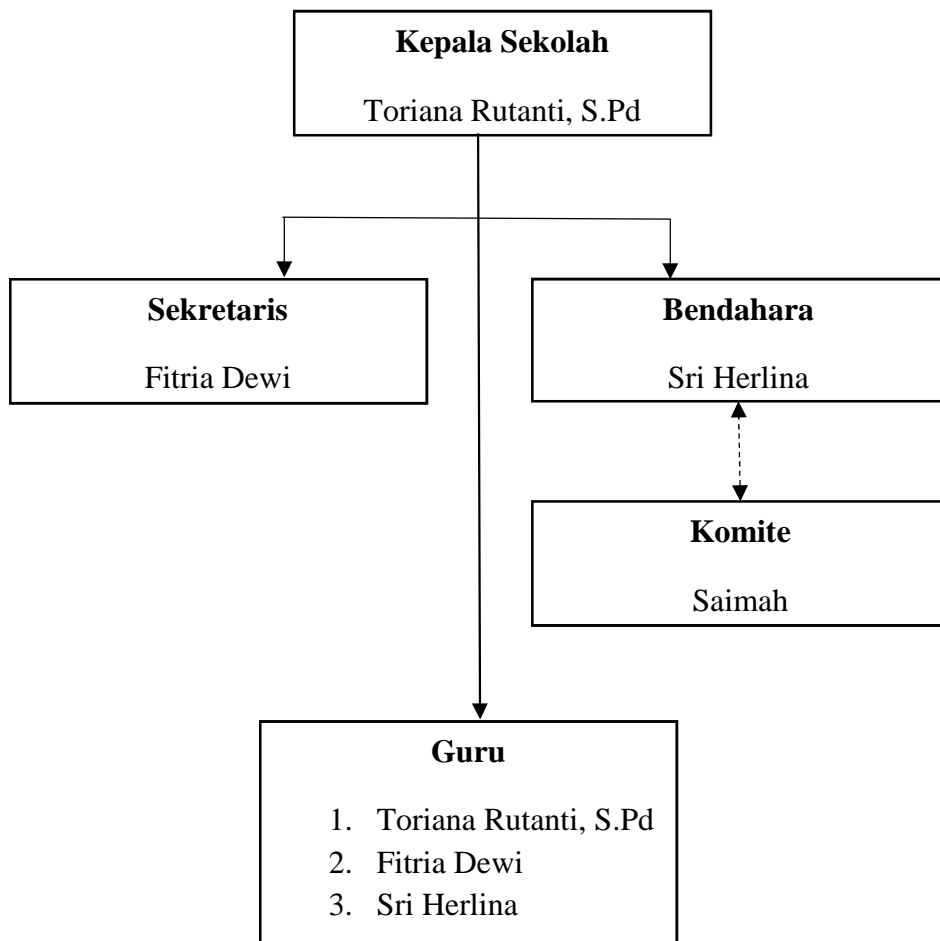 Kepala Sekolah
Toriana Rutanti, S.Pd
Sekretaris
Fitria Dewi
Bendahara
Sri Herlina
Komite
Saimah
Guru
1. Toriana Rutanti, S.Pd
2. Fitria Dewi
3. Sri Herlina